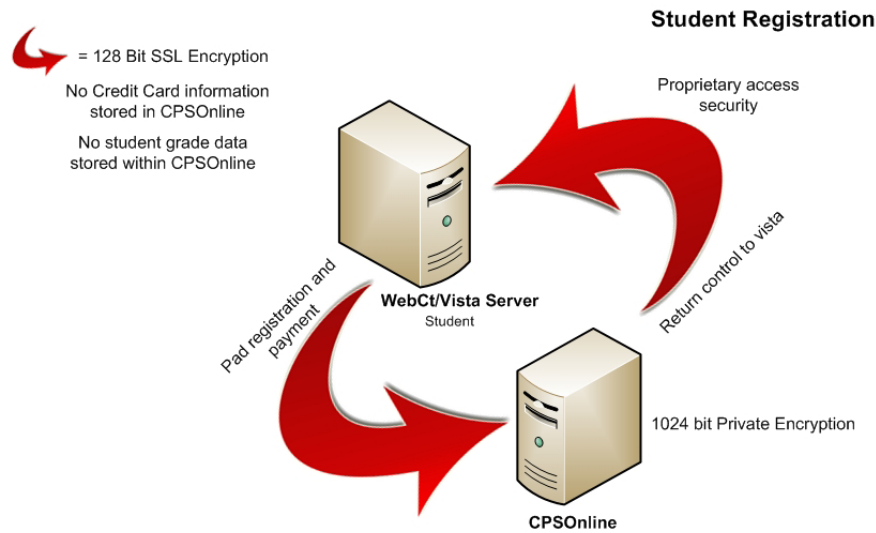 Student Registration
= 128 Bit SSL Encryption
No Credit Card information
stored in CPSOnline
No student grade data
stored within CPSOnline
Proprietary access
security
Return control to vista
WebCt/Vista Server
Student
Pad registration and
payment
1024 bit Private Encryption
CPSOnline